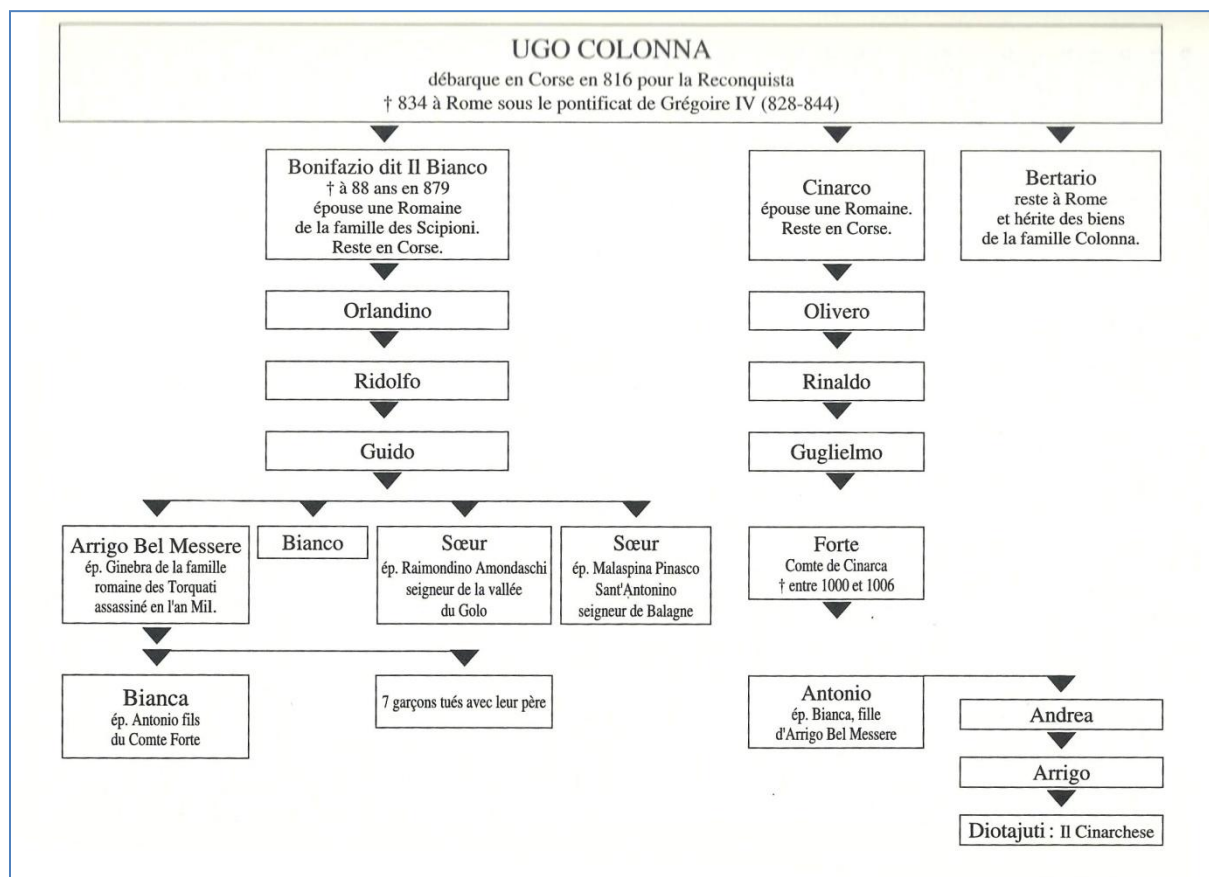 UGO COLONNA
débarque en Corse en 816 pour la Reconquista
† 834 à Rome sous le pontificat de Grégoire IV (828-844)
Bonifazio dit Il Bianco
† à 88 ans en 879
épouse une Romaine
de la famille des Scipioni.
Reste en Corse.
Cinarco
épouse une Romaine.
Reste en Corse.
Bertario
reste à Rome
et hérite des biens
de la famille Colonna.
Orlandino
Olivero
Ridolfo
Rinaldo
Guido
Guglielmo
Arrigo Bel Messere
ép. Ginebra de la famille
romaine des Torquati
assassiné en l'an Mil.
Bianco
Sœur
ép. Raimondino Amondaschi
seigneur de la vallée
du Golo
Sœur
ép. Malaspina Pinasco
Sant'Antonino
seigneur de Balagne
Forte
Comte de Cinarca
† entre 1000 et 1006
Bianca
ép. Antonio fils
du Comte Forte
7 garçons tués avec leur père
Antonio
ép. Bianca, fille
d'Arrigo Bel Messere
Andrea
Arrigo
Diotajuti : Il Cinarchese